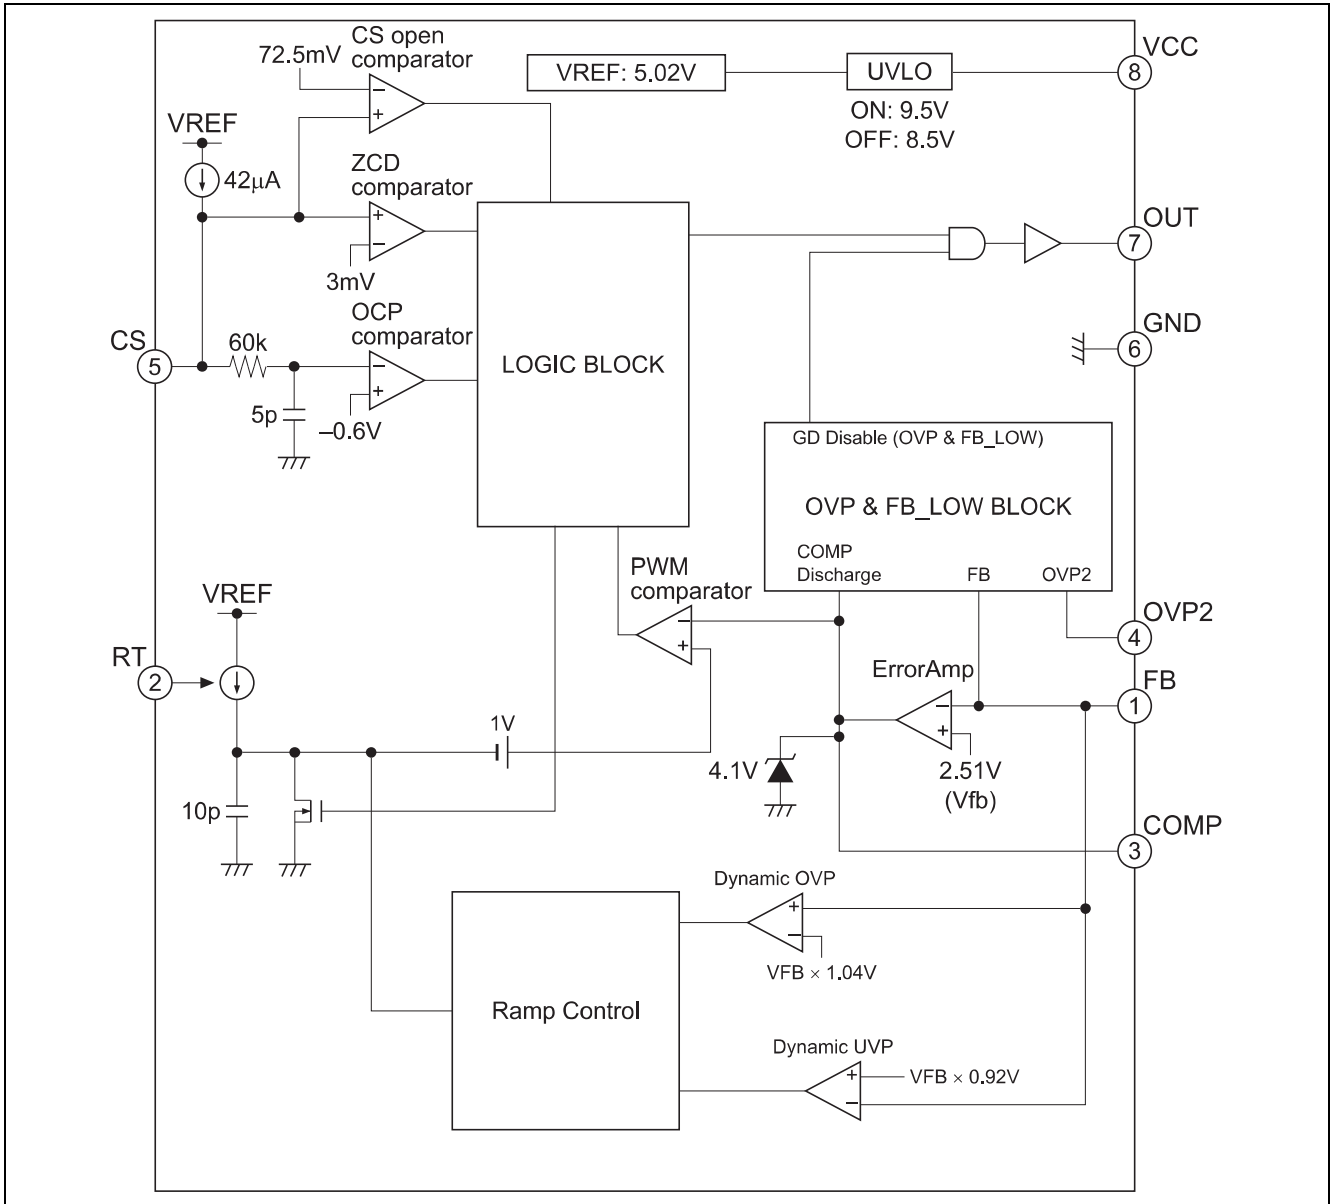 CS open
comparator
72.5mV
−
+
VREF: 5.02V
UVLO
ON: 9.5V
OFF: 8.5V
VCC
8
VREF
42μA
ZCD
comparator
+
−
3mV
OUT
7
OCP
comparator
−
+
–0.6V
CS
5
60k
5p
LOGIC BLOCK
GND
6
GD Disable (OVP & FB_LOW)
OVP & FB_LOW BLOCK
COMP
Discharge
FB
OVP2
PWM
comparator
−
+
OVP2
4
VREF
RT
2
ErrorAmp
−
+
2.51V
(Vfb)
FB
1
1V
4.1V
10p
COMP
3
Dynamic OVP
+
−
VFB × 1.04V
Ramp Control
Dynamic UVP
+
−
VFB × 0.92V